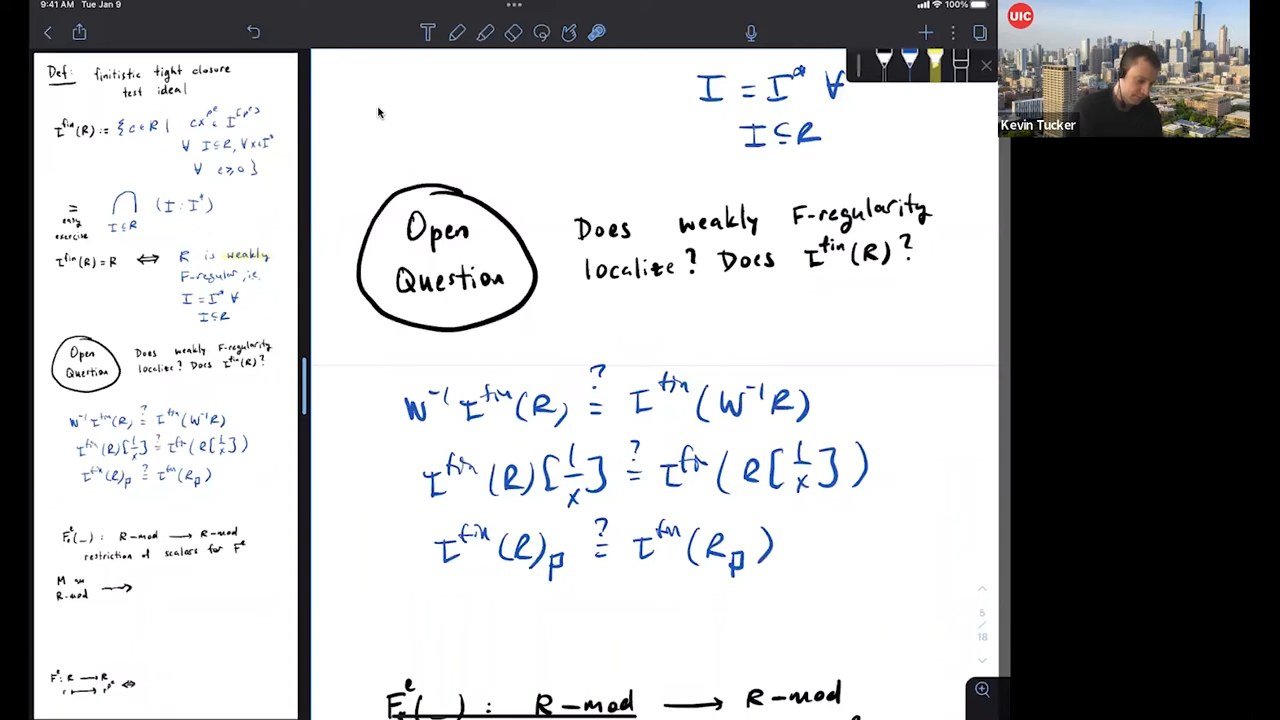 9:41 AM Tue Jan 9
100%
UIC
Kevin Tucker
Def: finitistic tight closure
test ideal
τ^fin(R) := { c ∈ R | cx^{p^e} ∈ I^{[p^e]}
∀ I ⊆ R, ∀ x ∈ I^*
∀ e ≥ 0 }
= ⋂_{I⊆R} (I : I^*)
easy
exercise
τ^fin(R) = R ⟺ R is weakly
F-regular, i.e.
I = I^* ∀
I ⊆ R
Open
Question
Does weakly F-regularity
localize? Does τ^fin(R)?
W^{-1} τ^fin(R) ?= τ^fin(W^{-1}R)
τ^fin(R)[1/x] ?= τ^fin(R[1/x])
τ^fin(R)_p ?= τ^fin(R_p)
F^e_*(_) : R-mod → R-mod
restriction of scalars for F^e
M an
R-mod →
F^e : R → R
r ↦ r^{p^e} ⟺
I = I^* ∀
I ⊆ R
Open
Question
Does weakly F-regularity
localize? Does τ^fin(R)?
W^{-1} τ^fin(R) ?= τ^fin(W^{-1}R)
τ^fin(R)[1/x] ?= τ^fin(R[1/x])
τ^fin(R)_p ?= τ^fin(R_p)
F^e_*(_) : R-mod → R-mod
5
/
18